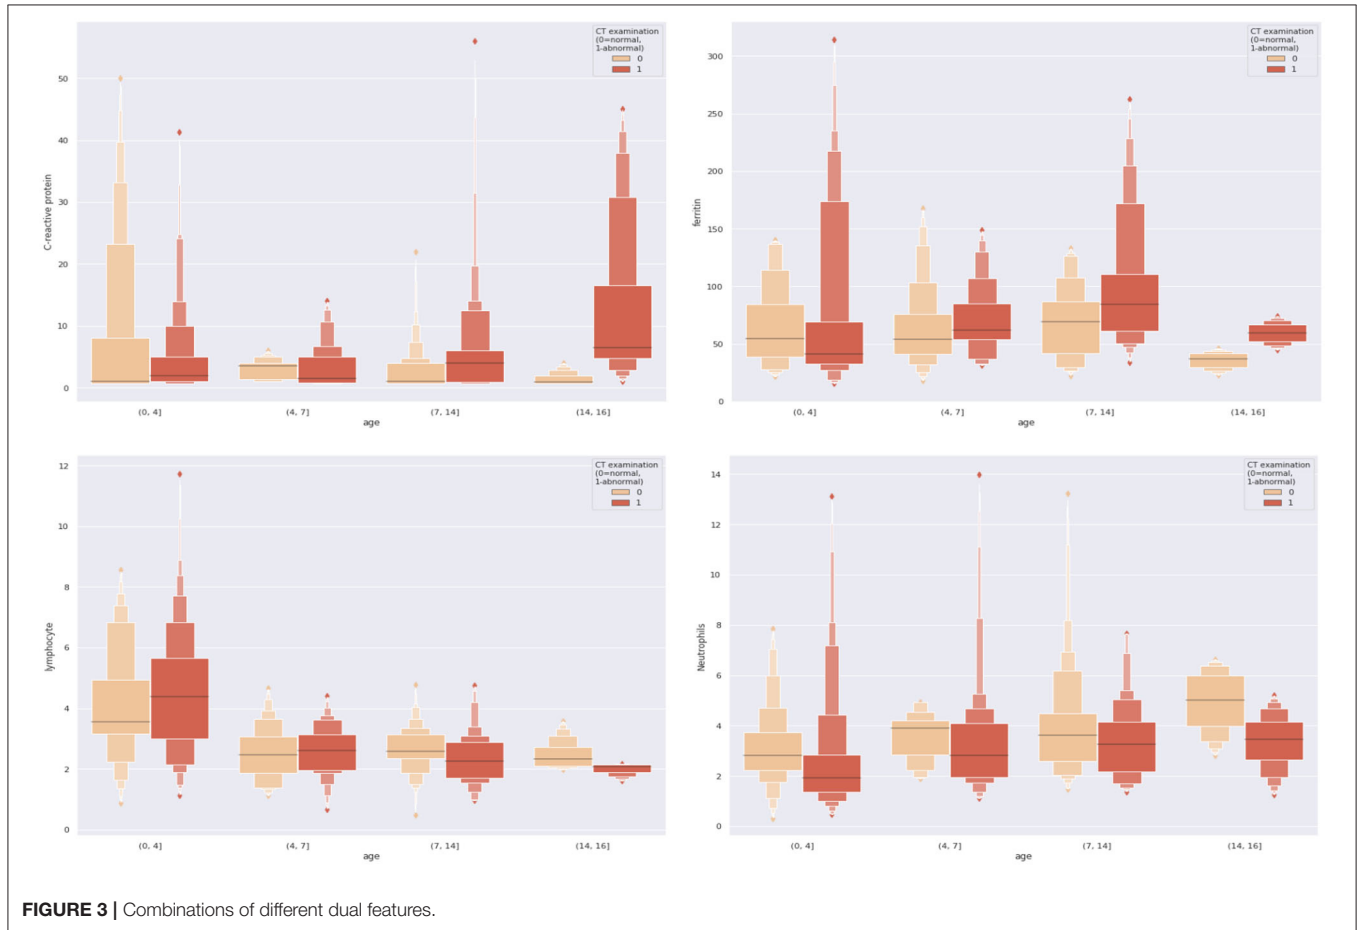 CT examination
(0=normal,
1-abnormal)
0
1
50
40
30
20
10
0
C-reactive protein
(0, 4]
(4, 7]
(7, 14]
(14, 16]
age
CT examination
(0=normal,
1-abnormal)
0
1
300
250
200
150
100
50
0
ferritin
(0, 4]
(4, 7]
(7, 14]
(14, 16]
age
CT examination
(0=normal,
1-abnormal)
0
1
12
10
8
6
4
2
0
lymphocyte
(0, 4]
(4, 7]
(7, 14]
(14, 16]
age
CT examination
(0=normal,
1-abnormal)
0
1
14
12
10
8
6
4
2
0
Neutrophils
(0, 4]
(4, 7]
(7, 14]
(14, 16]
age
FIGURE 3 | Combinations of different dual features.